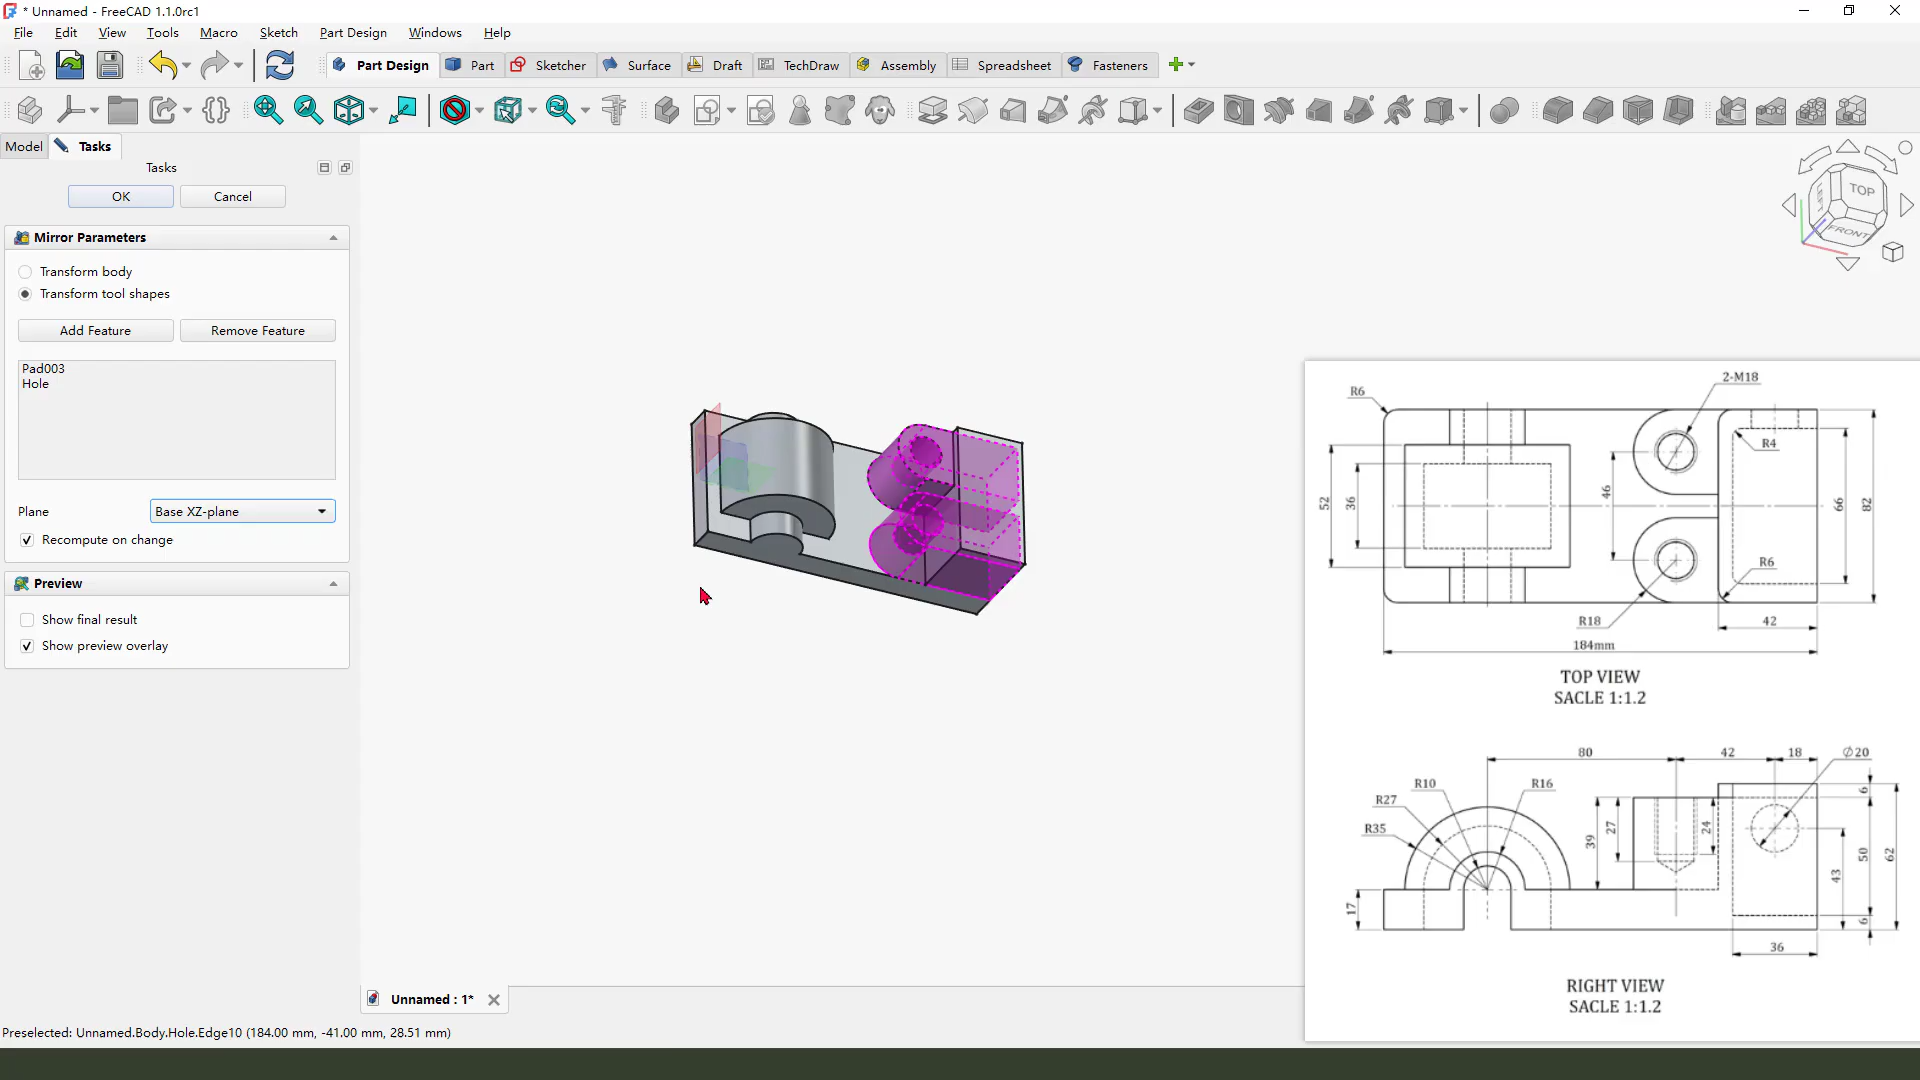 * Unnamed - FreeCAD 1.1.0rc1
File Edit View Tools Macro Sketch Part Design Windows Help
Part Design Part Sketcher Surface Draft TechDraw Assembly Spreadsheet Fasteners
Model Tasks
Tasks
OK Cancel
Mirror Parameters
Transform body
Transform tool shapes
Add Feature Remove Feature
Pad003
Hole
Plane Base XZ-plane
Recompute on change
Preview
Show final result
Show preview overlay
TOP
LEFT
FRONT
2-M18
R6
R4
52
36
46
66
82
R6
R18
42
184mm
TOP VIEW
SACLE 1:1.2
80 42 18 ∅20
R10 R16
R27
R35
6
39
27
24
50
62
43
17
6
36
RIGHT VIEW
SACLE 1:1.2
Unnamed : 1*
Preselected: Unnamed.Body.Hole.Edge10 (184.00 mm, -41.00 mm, 28.51 mm)